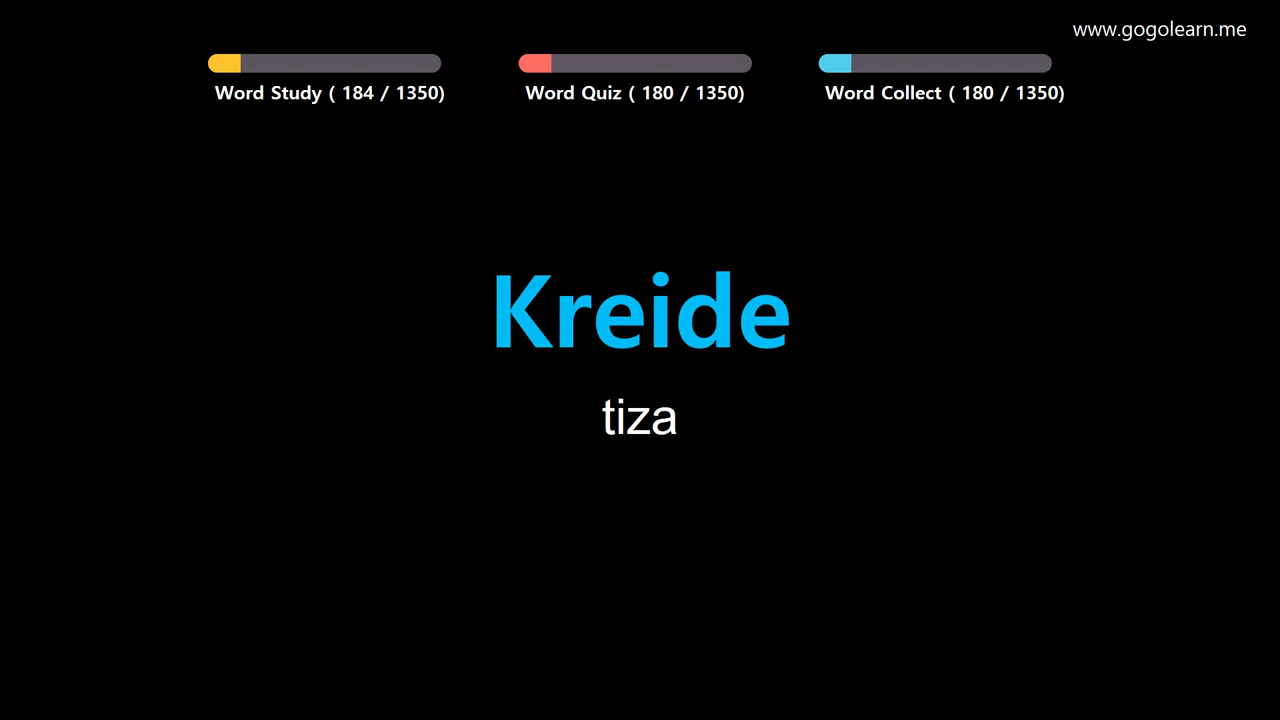 www.gogolearn.me
Word Study ( 184 / 1350)
Word Quiz ( 180 / 1350)
Word Collect ( 180 / 1350)
Kreide
tiza